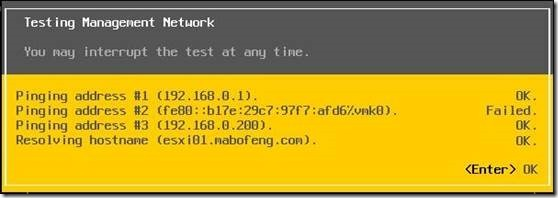 Testing Management Network
You may interrupt the test at any time.
Pinging address #1 (192.168.0.1). OK.
Pinging address #2 (fe80::b17e:29c7:97f7:afd6%vmk0). Failed.
Pinging address #3 (192.168.0.200). OK.
Resolving hostname (esxi01.mabofeng.com). OK.
<Enter> OK